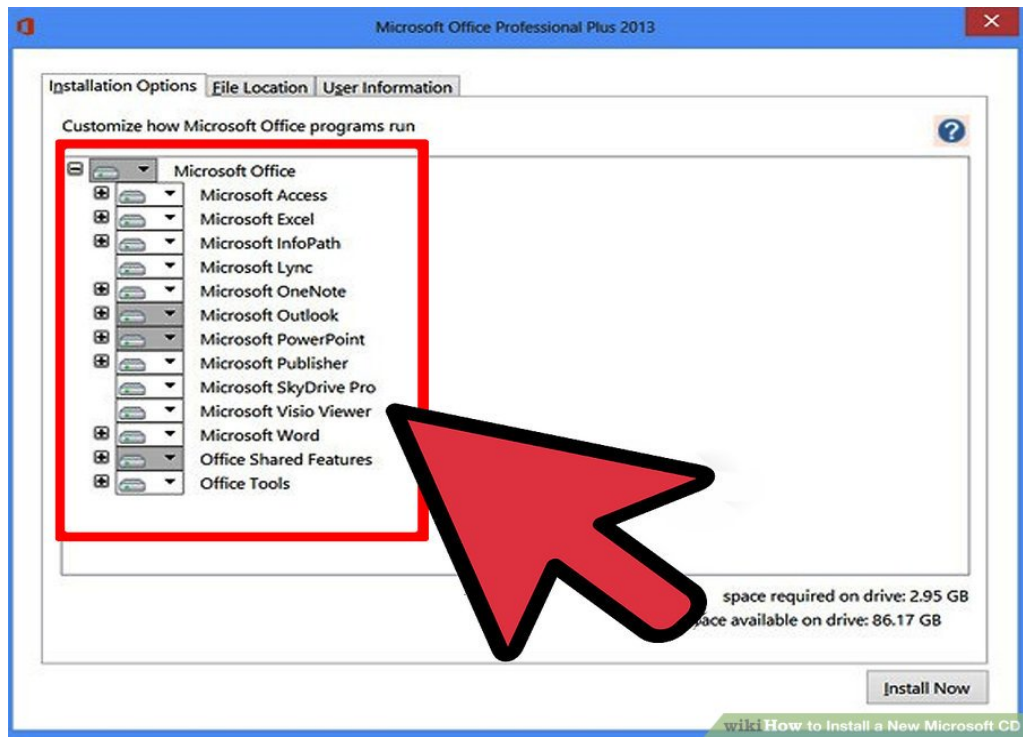 Microsoft Office Professional Plus 2013
Installation Options File Location User Information
Customize how Microsoft Office programs run
Microsoft Office
Microsoft Access
Microsoft Excel
Microsoft InfoPath
Microsoft Lync
Microsoft OneNote
Microsoft Outlook
Microsoft PowerPoint
Microsoft Publisher
Microsoft SkyDrive Pro
Microsoft Visio Viewer
Microsoft Word
Office Shared Features
Office Tools
space required on drive: 2.95 GB
available on drive: 86.17 GB
Install Now
wikiHow to Install a New Microsoft CD